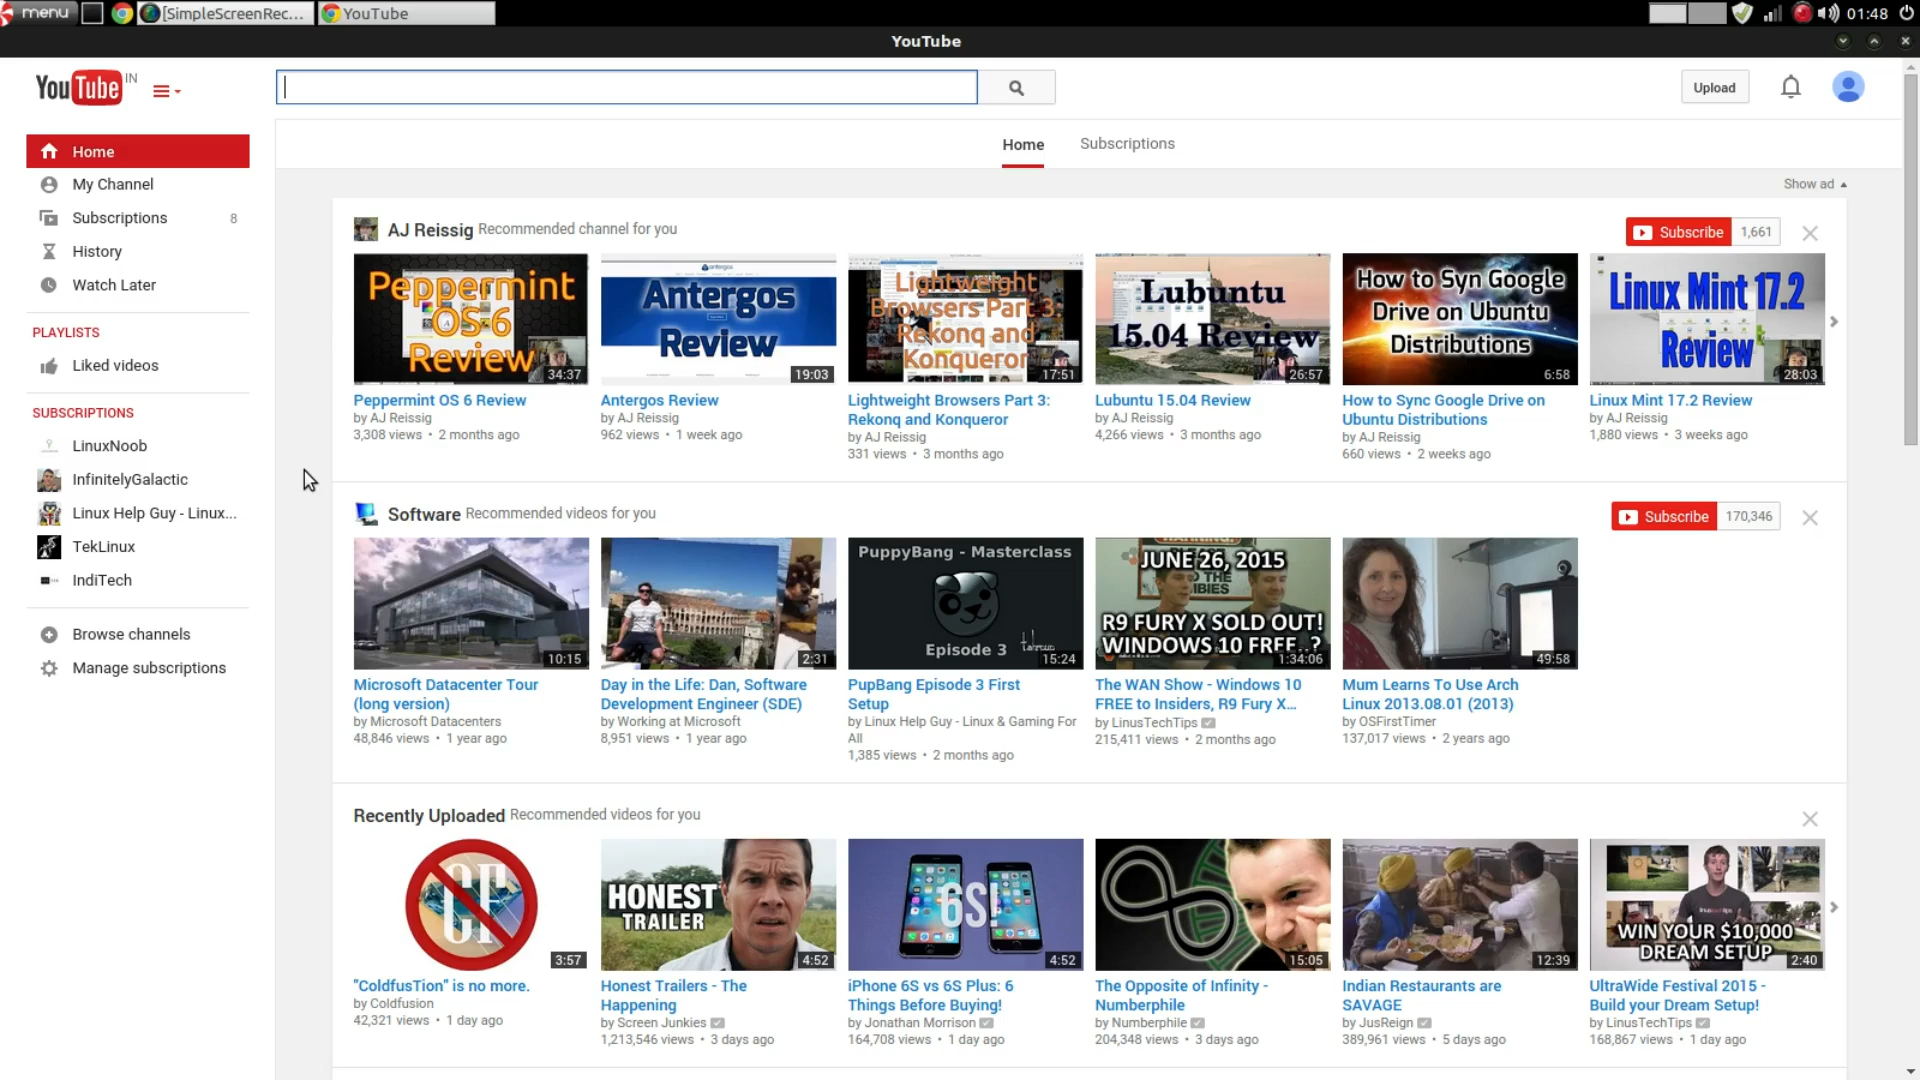 menu
[SimpleScreenRec...
YouTube
01:48
YouTube
YouTube IN
Upload
Home
My Channel
Subscriptions 8
History
Watch Later
PLAYLISTS
Liked videos
SUBSCRIPTIONS
LinuxNoob
InfinitelyGalactic
Linux Help Guy - Linux...
TekLinux
IndiTech
Browse channels
Manage subscriptions
Home
Subscriptions
Show ad
AJ Reissig Recommended channel for you
Subscribe 1,661
Peppermint
OS 6
Review
34:37
Peppermint OS 6 Review
by AJ Reissig
3,308 views • 2 months ago
antergos
Antergos
Review
19:03
Antergos Review
by AJ Reissig
962 views • 1 week ago
Lightweight
Browsers Part 3:
Rekonq and
Konqueror
17:51
Lightweight Browsers Part 3:
Rekonq and Konqueror
by AJ Reissig
331 views • 3 months ago
Lubuntu
15.04 Review
26:57
Lubuntu 15.04 Review
by AJ Reissig
4,266 views • 3 months ago
How to Syn Google
Drive on Ubuntu
Distributions
6:58
How to Sync Google Drive on
Ubuntu Distributions
by AJ Reissig
660 views • 2 weeks ago
Linux Mint 17.2
Review
28:03
Linux Mint 17.2 Review
by AJ Reissig
1,880 views • 3 weeks ago
Software Recommended videos for you
Subscribe 170,346
10:15
Microsoft Datacenter Tour
(long version)
by Microsoft Datacenters
48,846 views • 1 year ago
2:31
Day in the Life: Dan, Software
Development Engineer (SDE)
by Working at Microsoft
8,951 views • 1 year ago
PuppyBang - Masterclass
Episode 3
15:24
PupBang Episode 3 First
Setup
by Linux Help Guy - Linux & Gaming For
All
1,385 views • 2 months ago
JUNE 26, 2015
R9 FURY X SOLD OUT!
WINDOWS 10 FREE..?
1:34:06
The WAN Show - Windows 10
FREE to Insiders, R9 Fury X...
by LinusTechTips
215,411 views • 2 months ago
49:58
Mum Learns To Use Arch
Linux 2013.08.01 (2013)
by OSFirstTimer
137,017 views • 2 years ago
Recently Uploaded Recommended videos for you
CF
3:57
"ColdfusTion" is no more.
by Coldfusion
42,321 views • 1 day ago
HONEST
TRAILER
4:52
Honest Trailers - The
Happening
by Screen Junkies
1,213,546 views • 3 days ago
6S!
4:52
iPhone 6S vs 6S Plus: 6
Things Before Buying!
by Jonathan Morrison
164,708 views • 1 day ago
15:05
The Opposite of Infinity -
Numberphile
by Numberphile
204,348 views • 3 days ago
12:39
Indian Restaurants are
SAVAGE
by JusReign
389,961 views • 5 days ago
WIN YOUR $10,000
DREAM SETUP
2:40
UltraWide Festival 2015 -
Build your Dream Setup!
by LinusTechTips
168,867 views • 1 day ago